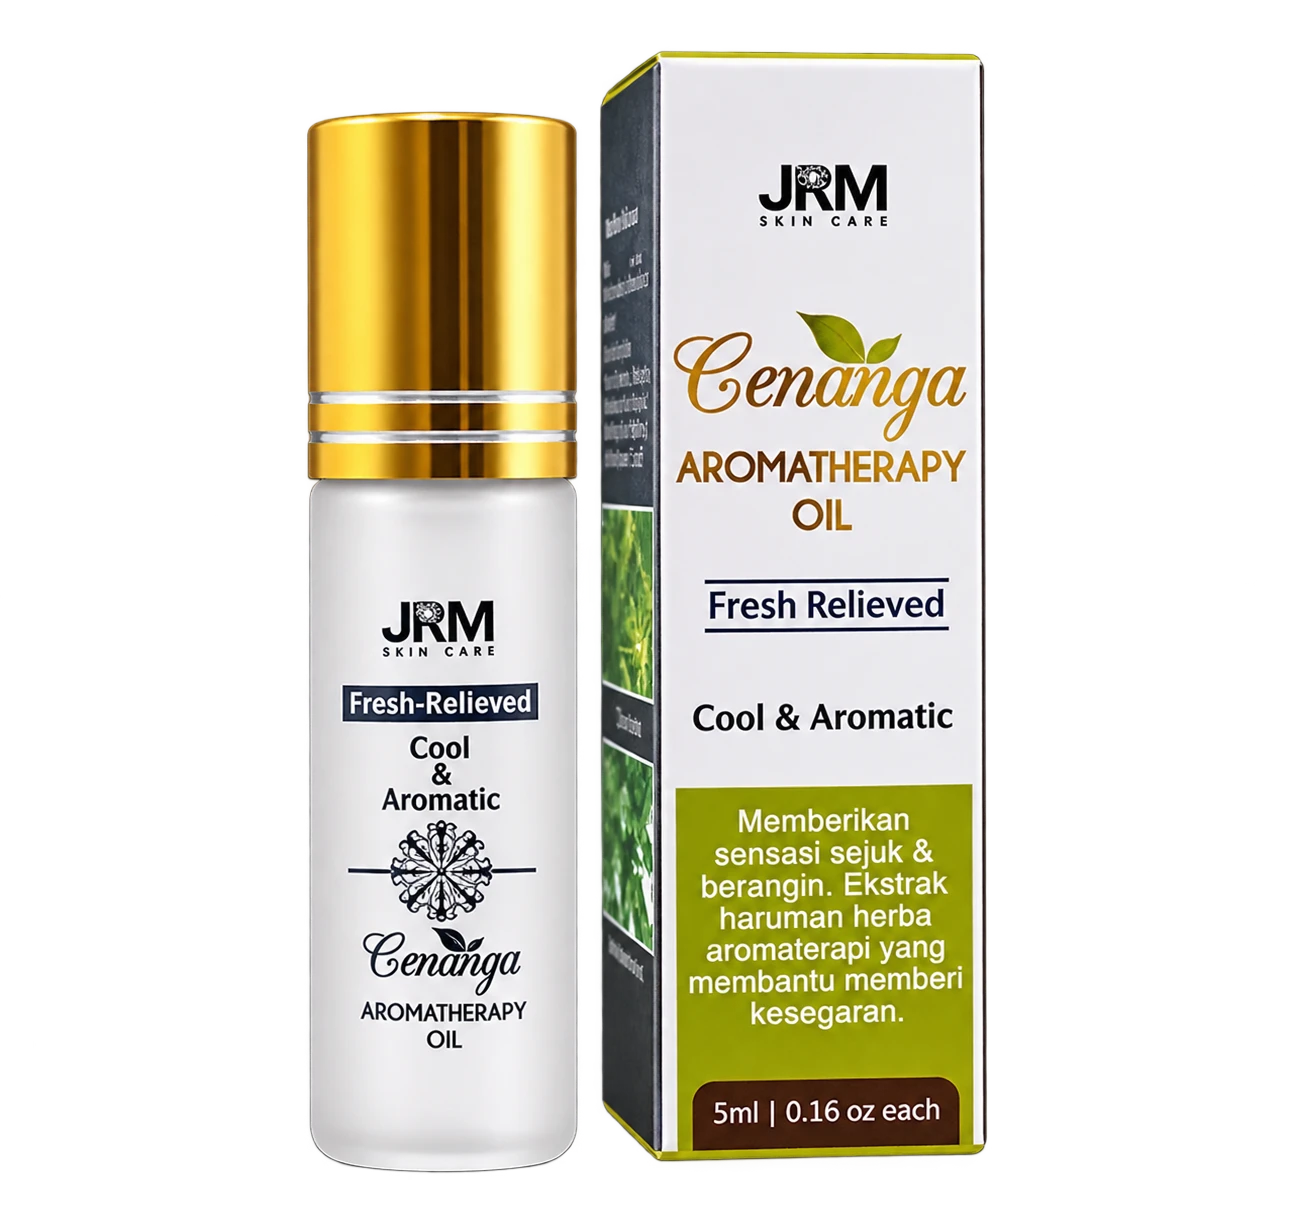 JRM
SKIN CARE
Fresh-Relieved
Cool
&
Aromatic
Cenanga
AROMATHERAPY
OIL
JRM
SKIN CARE
Cenanga
AROMATHERAPY
OIL
Fresh Relieved
Cool & Aromatic
Memberikan
sensasi sejuk &
berangin. Ekstrak
haruman herba
aromaterapi yang
membantu memberi
kesegaran.
5ml | 0.16 oz each